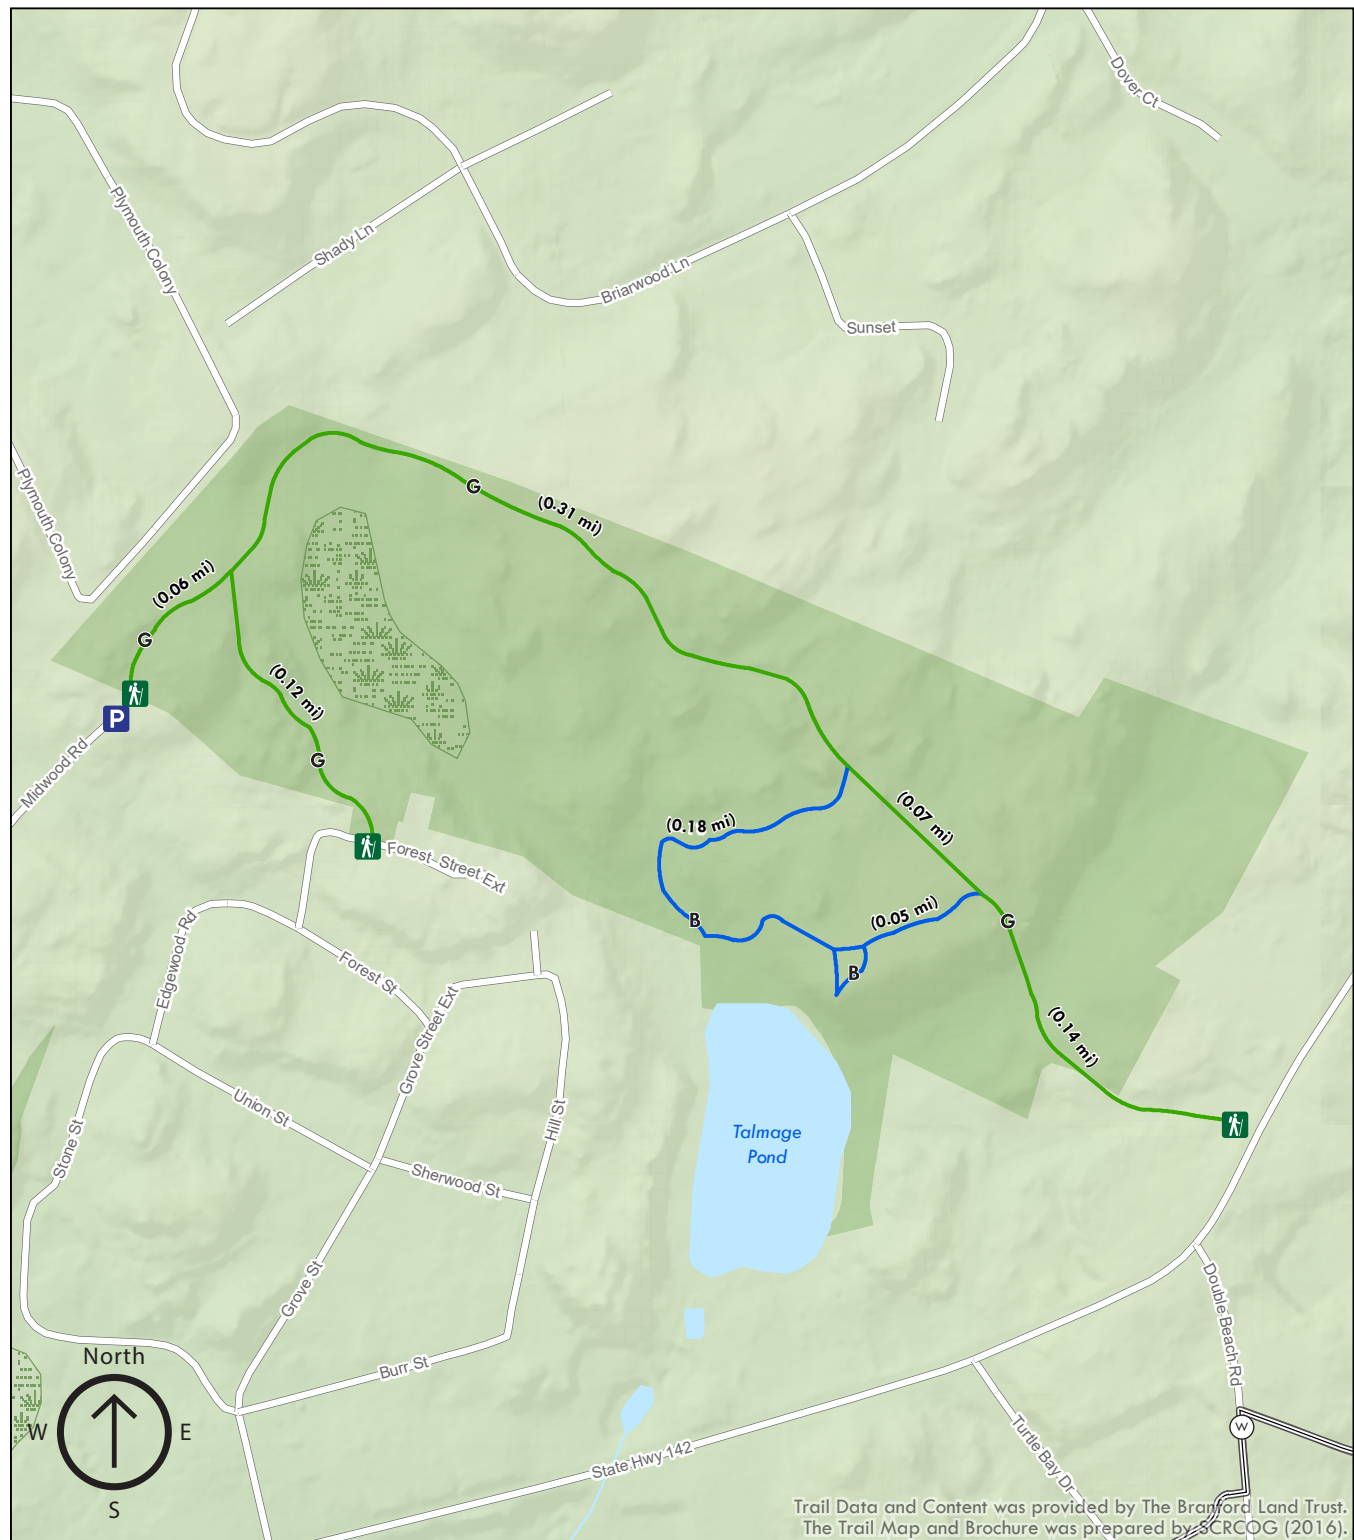 Dover Ct
Plymouth Colony
Shady Ln
Briarwood Ln
Sunset
Plymouth Colony
G
(0.31 mi)
(0.06 mi)
G
(0.12 mi)
P
Midwood Rd
G
(0.07 mi)
(0.18 mi)
Forest Street Ext
B
(0.05 mi)
G
Edgewood Rd
Forest St
B
Grove Street Ext
(0.14 mi)
Union St
Hill St
Stone St
Talmage
Pond
Sherwood St
Grove St
Double Beach Rd
North
Burr St
W
E
S
W
State Hwy 142
Turtle Bay Dr
Trail Data and Content was provided by The Branford Land Trust.
The Trail Map and Brochure was prepared by SCRCOG (2016).